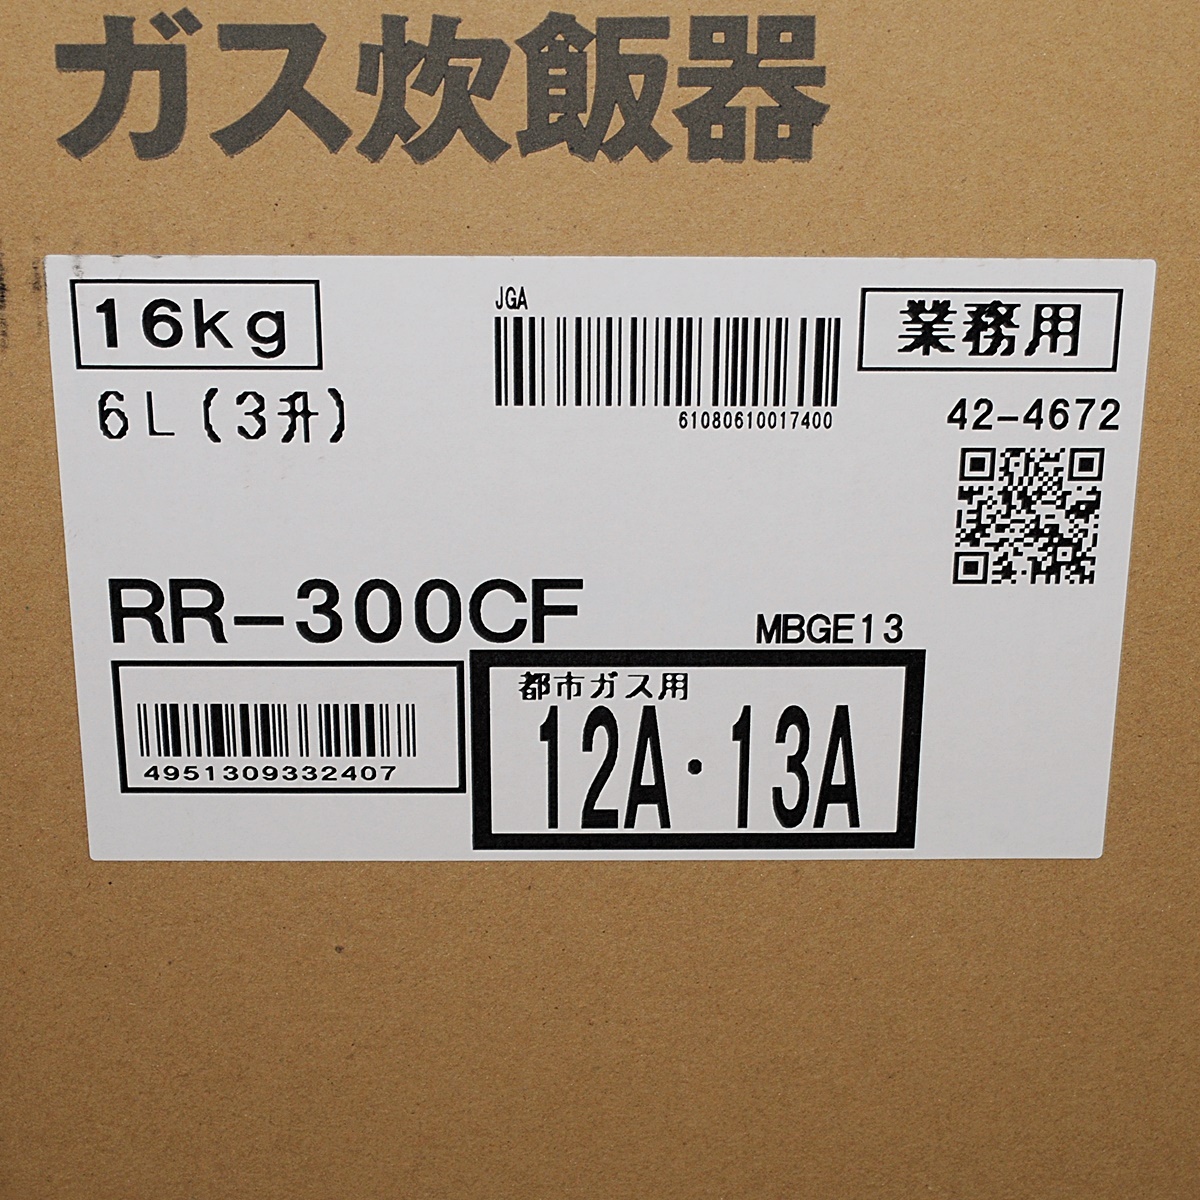 ガス炊飯器
16kg
6L(3升)
JGA
61080610017400
業務用
42-4672
RR-300CF
MBGE13
4951309332407
都市ガス用
12A・13A